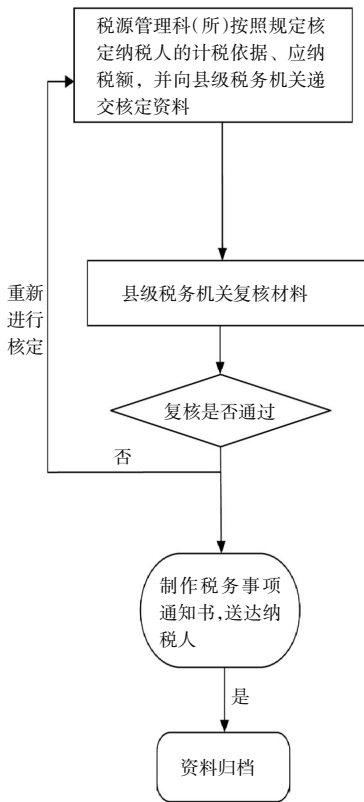 税源管理科(所)按照规定核
定纳税人的计税依据、应纳
税额，并向县级税务机关递
交核定资料
重新
进行
核定
县级税务机关复核材料
复核是否通过
否
制作税务事项
通知书,送达纳
税人
是
资料归档